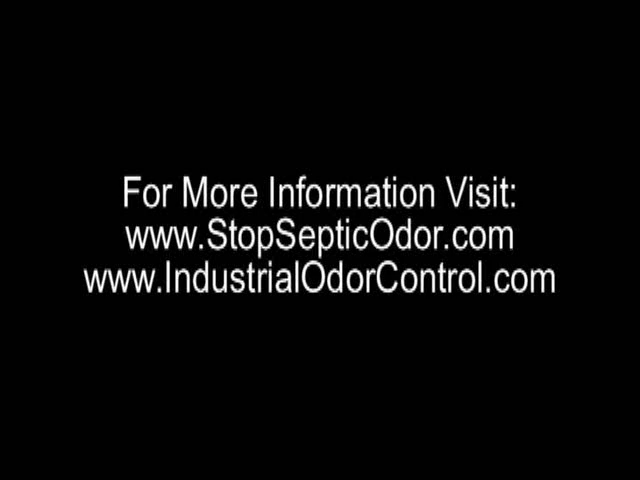 For More Information Visit:
www.StopSepticOdor.com
www.IndustrialOdorControl.com